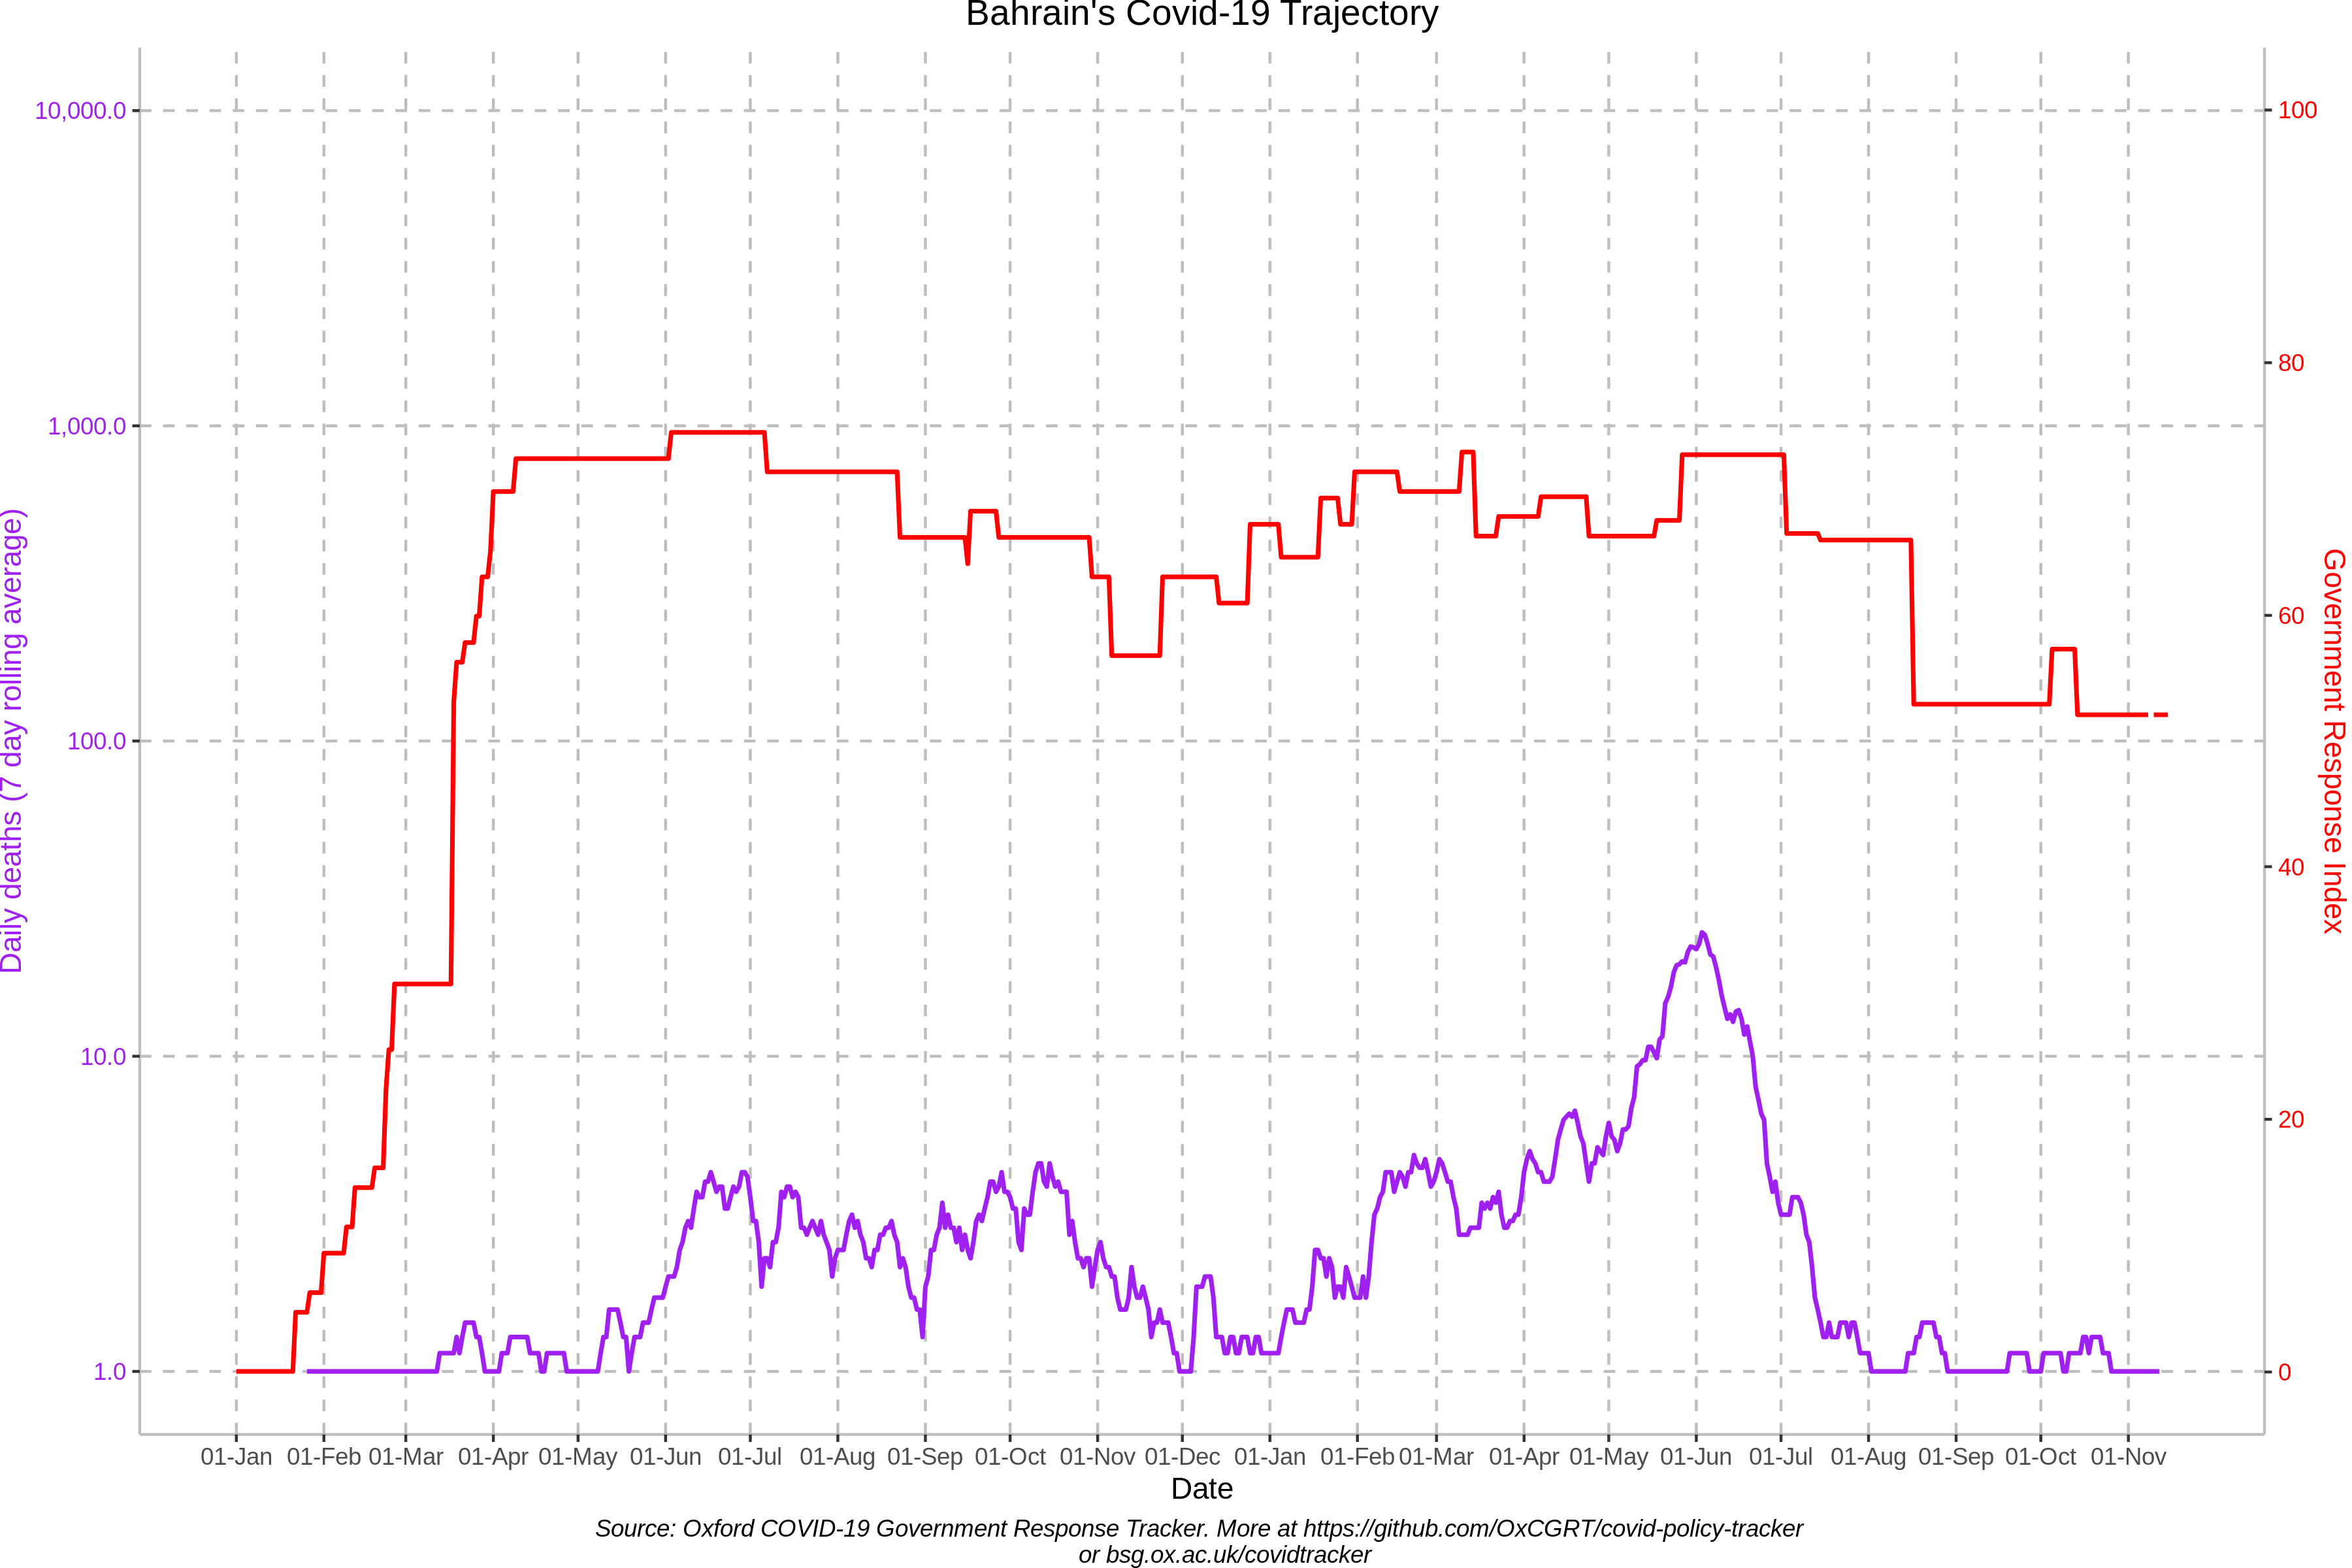 Bahrain's Covid-19 Trajectory
10,000.0
1,000.0
100.0
10.0
1.0
Daily deaths (7 day rolling average)
100
80
60
40
20
0
Government Response Index
01-Jan 01-Feb 01-Mar 01-Apr 01-May 01-Jun 01-Jul 01-Aug 01-Sep 01-Oct 01-Nov 01-Dec 01-Jan 01-Feb 01-Mar 01-Apr 01-May 01-Jun 01-Jul 01-Aug 01-Sep 01-Oct 01-Nov
Date
Source: Oxford COVID-19 Government Response Tracker. More at https://github.com/OxCGRT/covid-policy-tracker
or bsg.ox.ac.uk/covidtracker